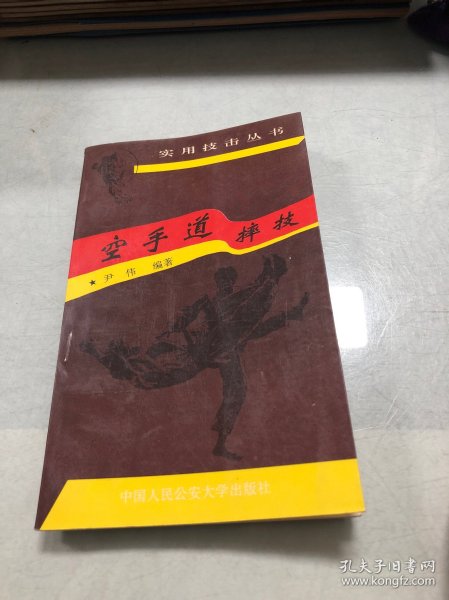 实用技击丛书
空手道摔技
★尹伟 编著
中国人民公安大学出版社
孔夫子旧书网
www.kongfz.com